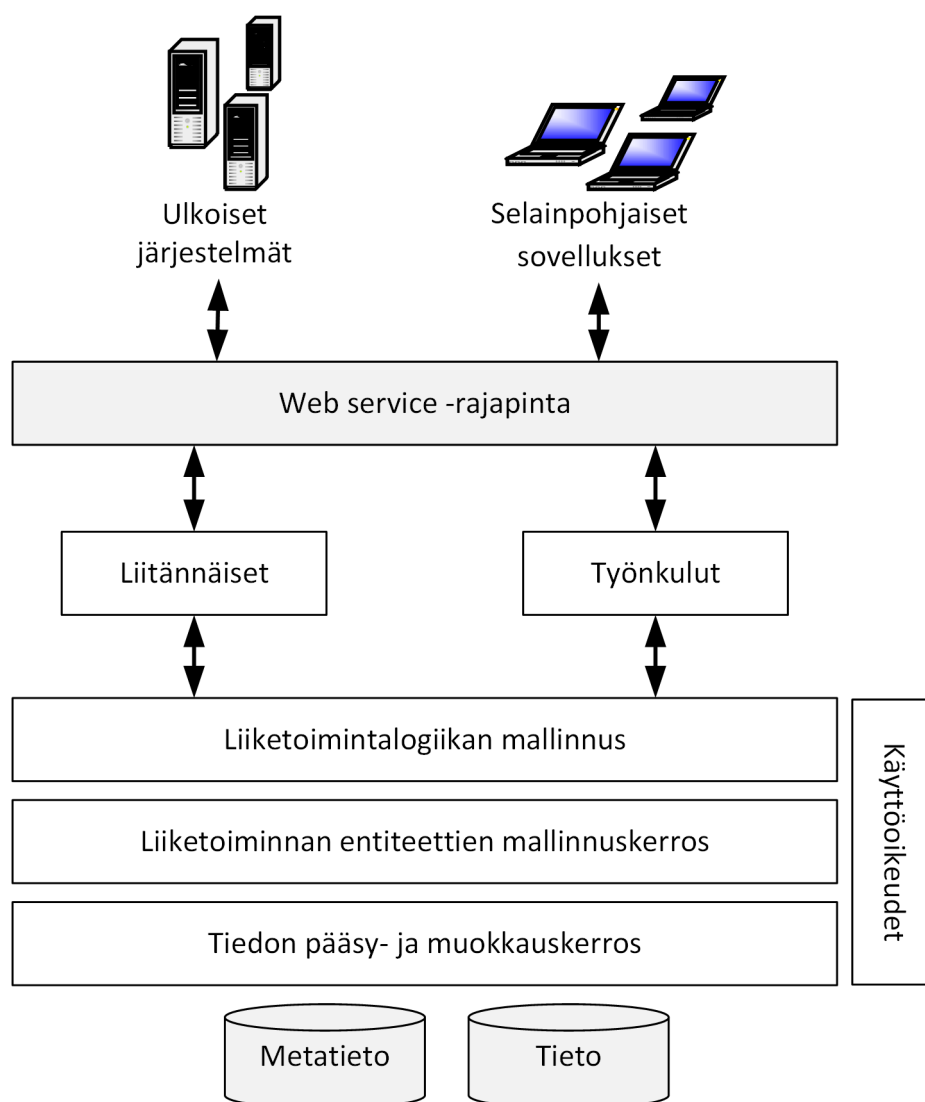 Ulkoiset
järjestelmät
Selainpohjaiset
sovellukset
Web service -rajapinta
Liitännäiset
Työnkulut
Liiketoimintalogiikan mallinnus
Liiketoiminnan entiteettien mallinnuskerros
Tiedon pääsy- ja muokkauskerros
Käyttöoikeudet
Metatieto
Tieto